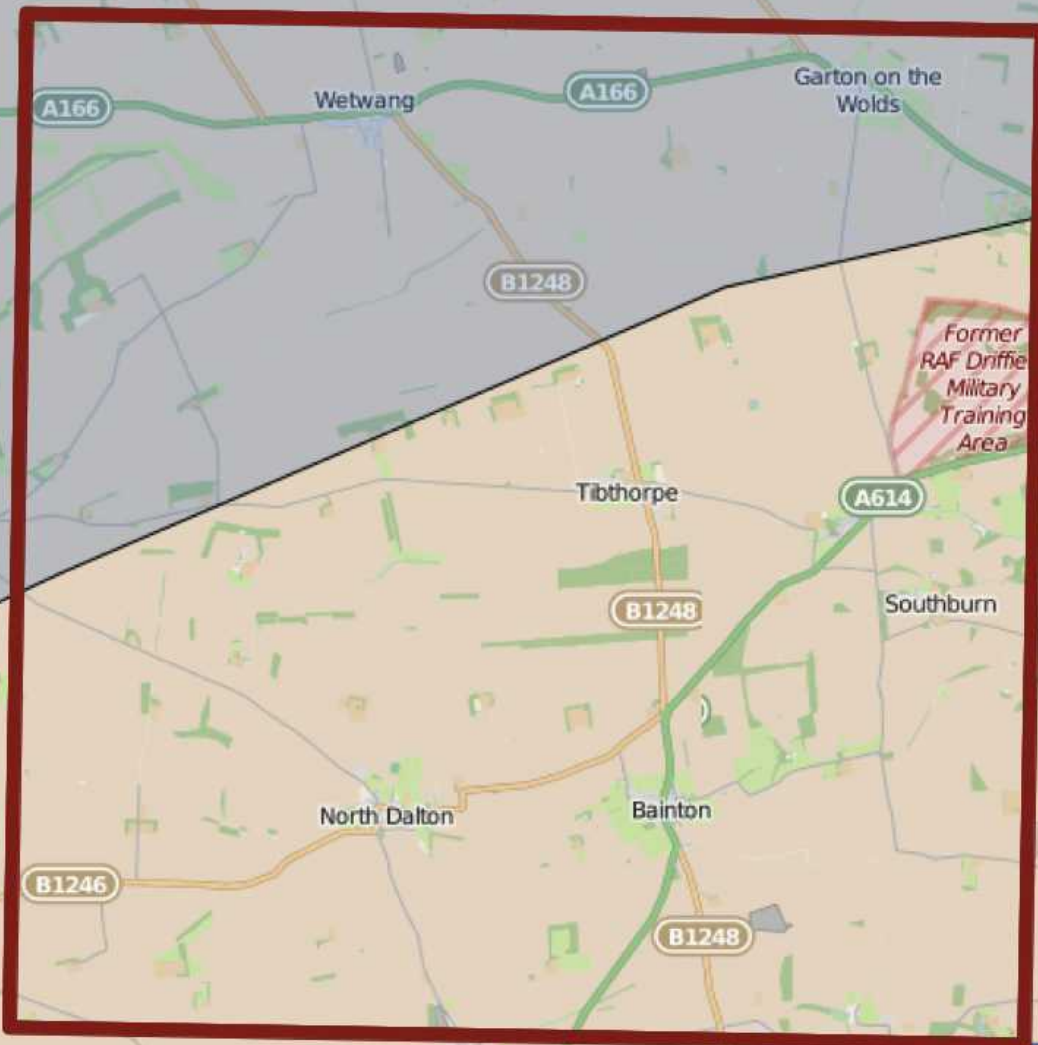 Garton on the
Wolds
Wetwang
A166
A166
B1248
Former
RAF Driffie
Military
Training
Area
Tibthorpe
A614
Southburn
B1248
North Dalton
Bainton
B1246
B1248